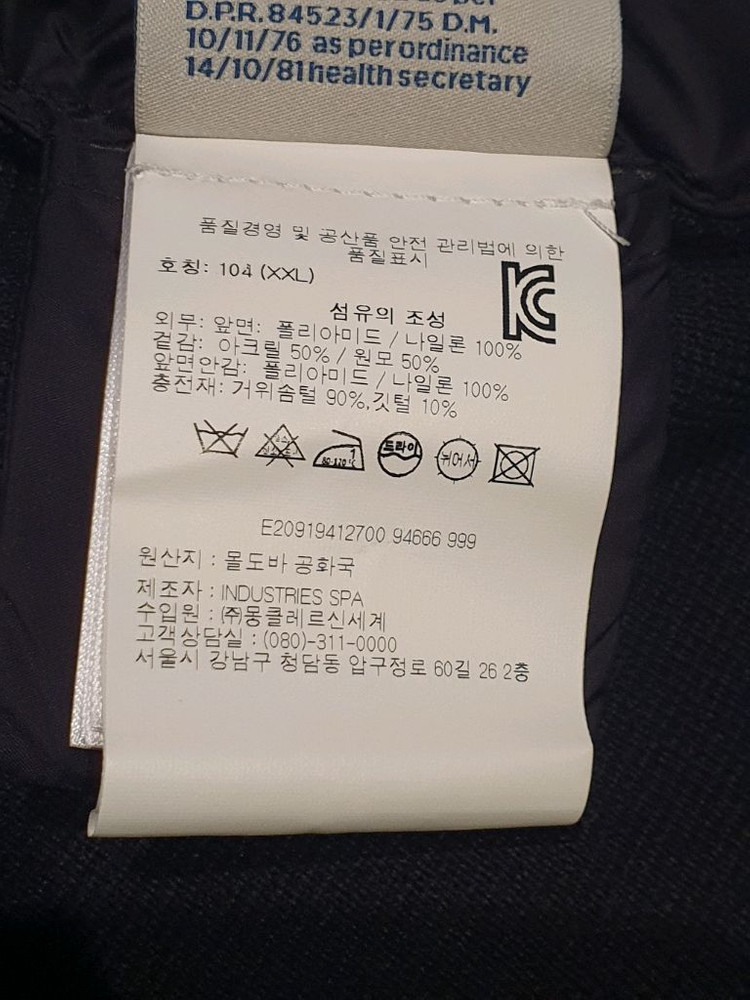 D.P.R. 84523/1/75 D.M.
10/11/76 as per ordinance
14/10/81 health secretary
품질경영 및 공산품 안전 관리법에 의한
품질표시
호칭: 104 (XXL)
섬유의 조성
외무: 앞면: 폴리아미드 / 나일론 100%
겉감: 아크릴 50% / 원모 50%
앞면안감: 폴리아미드 / 나일론 100%
충전재: 거위솜털 90%,깃털 10%
80-120℃ 1 드라이 뉘어서
E20919412700 94666 999
원산지 : 몰도바 공화국
제조자 : INDUSTRIES SPA
수입원 : ㈜몽클레르신세계
고객상담실 : (080)-311-0000
서울시 강남구 청담동 압구정로 60길 26 2층